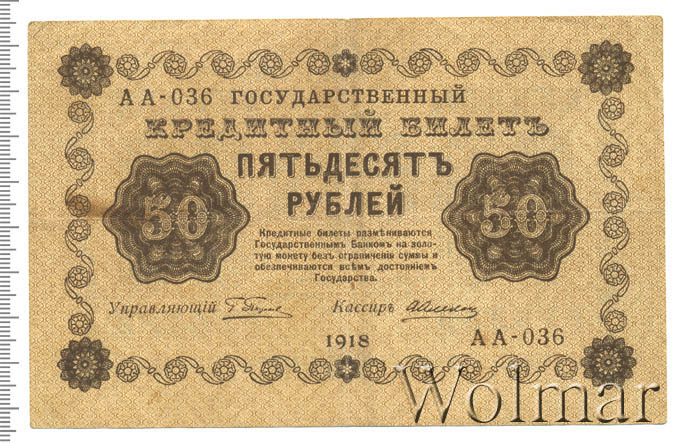 АА-036 ГОСУДАРСТВЕННЫЙ
КРЕДИТНЫЙ БИЛЕТЪ
ПЯТЬДЕСЯТЪ
РУБЛЕЙ
50
50
Кредитные билеты размѣниваются
Государственнымъ Банкомъ на золо-
тую монету безъ ограниченія суммы и
обезпечиваются всѣмъ достояніемъ
Государства.
Управляющій
Кассиръ
1918
АА-036
Wolmar